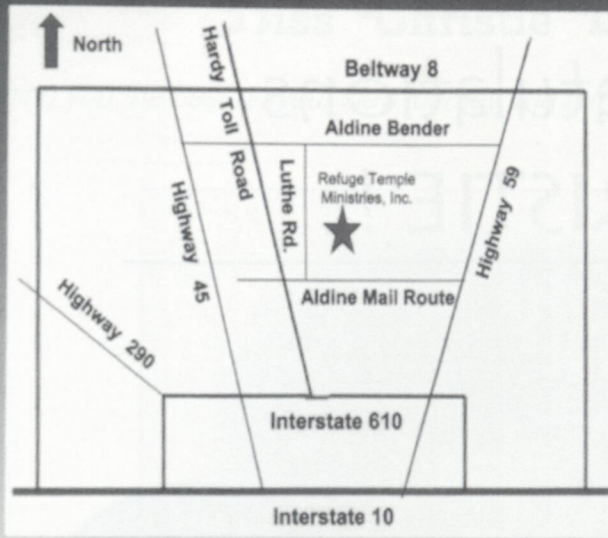 North
Beltway 8
Hardy Toll Road
Aldine Bender
Luthe Rd.
Refuge Temple
Ministries, Inc.
Highway 59
Highway 45
Aldine Mail Route
Highway 290
Interstate 610
Interstate 10